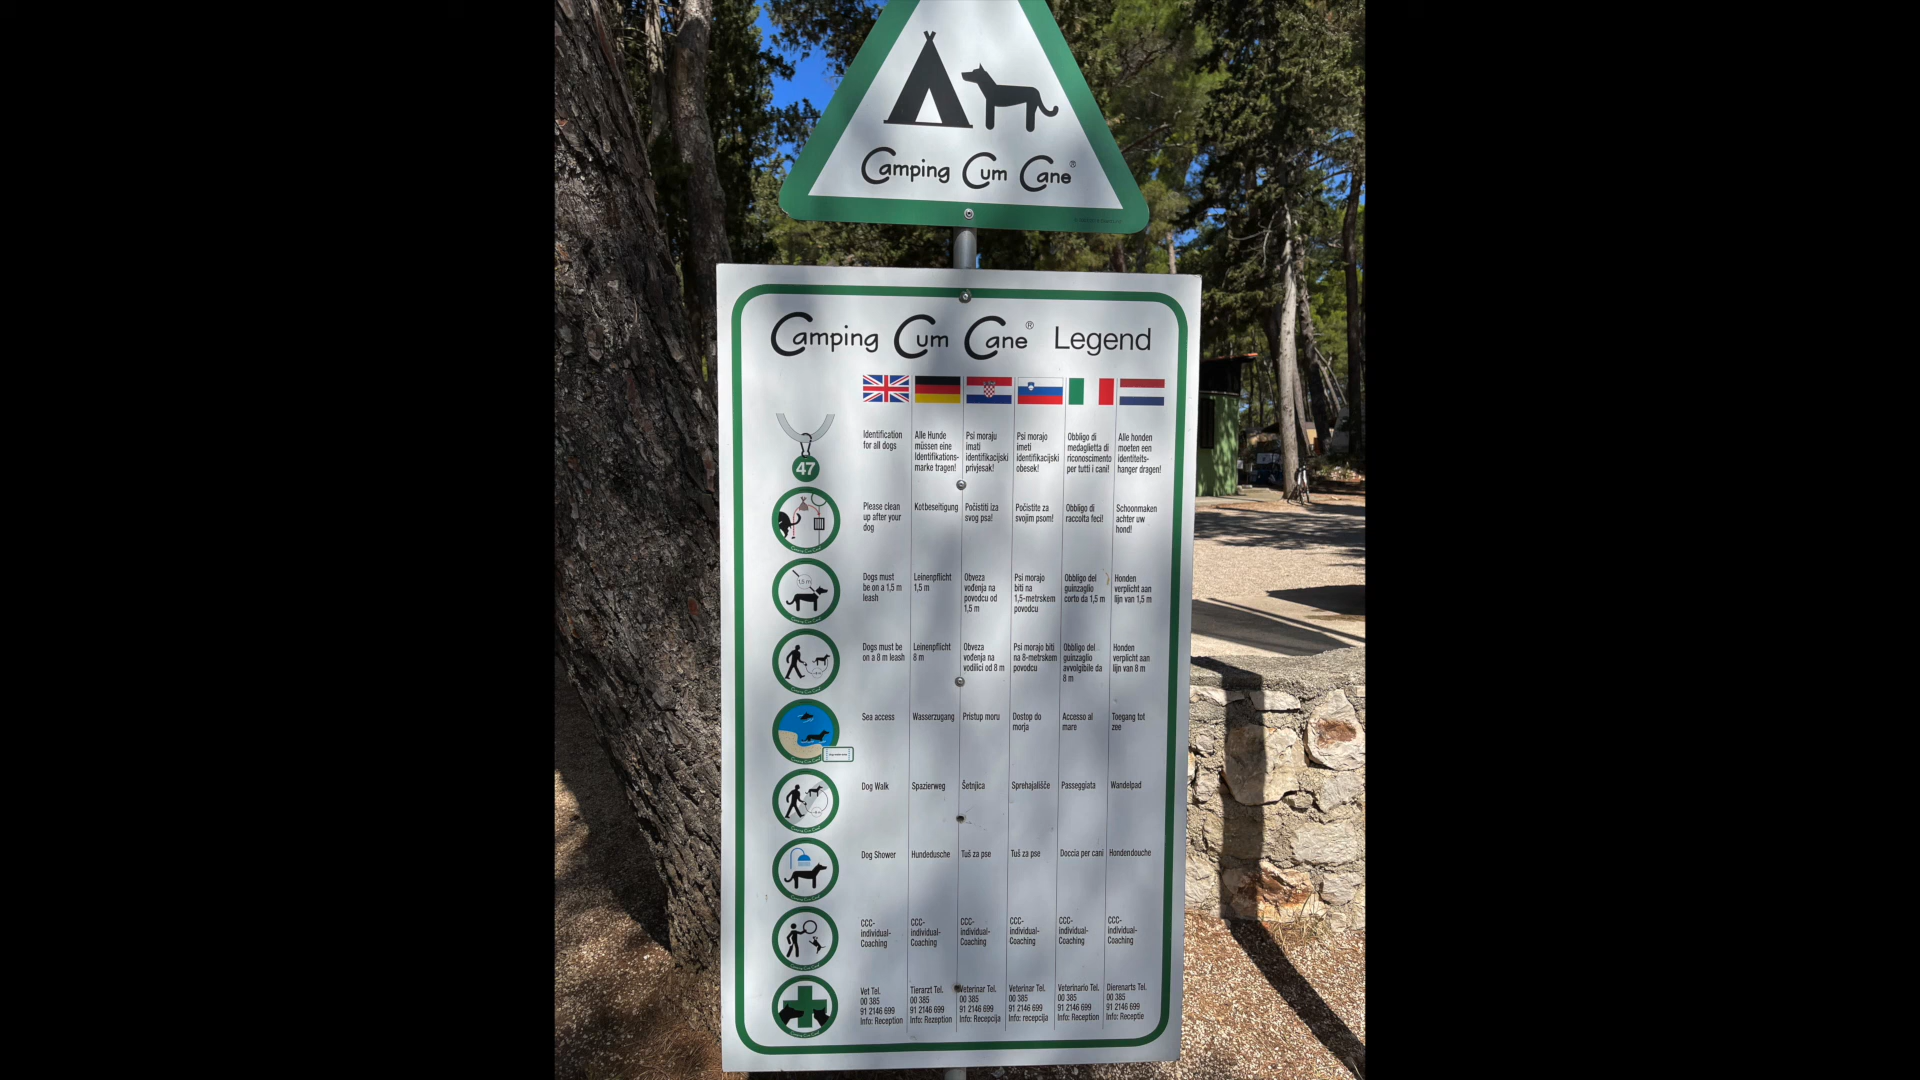 Camping Cum Cane®
Camping Cum Cane® Legend
47
Identification
for all dogs
Alle Hunde
müssen eine
Identifikations-
marke tragen!
Psi moraju
imati
identifikacijski
privjesak!
Psi morajo
imeti
identifikacijski
obesek!
Obbligo di
medaglietta di
riconoscimento
per tutti i cani!
Alle honden
moeten een
identiteits-
hanger dragen!
Please clean
up after your
dog
Kotbeseitigung
Počistiti iza
svog psa!
Počistite za
svojim psom!
Obbligo di
raccolta feci!
Schoonmaken
achter uw
hond!
1,5 m
Dogs must
be on a 1,5 m
leash
Leinenpflicht
1,5 m
Obveza
vođenja na
povodcu od
1,5 m
Psi morajo
biti na
1,5-metrskem
povodcu
Obbligo del
guinzaglio
corto da 1,5 m
Honden
verplicht aan
lijn van 1,5 m
Dogs must be
on a 8 m leash
Leinenpflicht
8 m
Obveza
vođenja na
vodilici od 8 m
Psi morajo biti
na 8-metrskem
povodcu
Obbligo del
guinzaglio
avvolgibile da
8 m
Honden
verplicht aan
lijn van 8 m
Sea access
Wasserzugang
Pristup moru
Dostop do
morja
Accesso al
mare
Toegang tot
zee
Dog Walk
Spazierweg
Šetnjica
Sprehajališče
Passeggiata
Wandelpad
Dog Shower
Hundedusche
Tuš za pse
Tuš za pse
Doccia per cani
Hondendouche
CCC-
individual-
Coaching
CCC-
individual-
Coaching
CCC-
individual-
Coaching
CCC-
individual-
Coaching
CCC-
individual-
Coaching
CCC-
individual-
Coaching
Vet Tel.
00 385
91 2146 699
Info: Reception
Tierarzt Tel.
00 385
91 2146 699
Info: Rezeption
Veterinar Tel.
00 385
91 2146 699
Info: Recepcija
Veterinar Tel.
00 385
91 2146 699
Info: recepcija
Veterinario Tel.
00 385
91 2146 699
Info: Reception
Dierenarts Tel.
00 385
91 2146 699
Info: Receptie